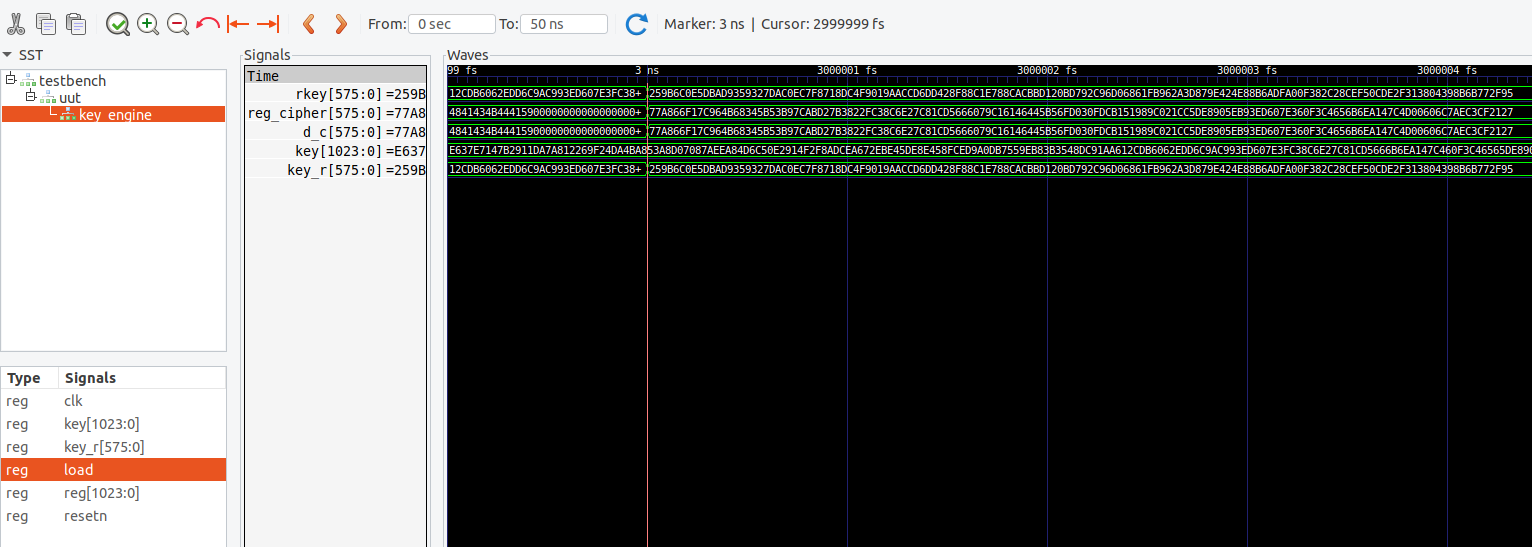 From: 0 sec To: 50 ns Marker: 3 ns | Cursor: 2999999 fs
SST
testbench
uut
key_engine
Type Signals
reg clk
reg key[1023:0]
reg key_r[575:0]
reg load
reg reg[1023:0]
reg resetn
Signals
Time
rkey[575:0] =259B
reg_cipher[575:0] =77A8
d_c[575:0] =77A8
key[1023:0] =E637
key_r[575:0] =259B
Waves
99 fs 3 ns 3000001 fs 3000002 fs 3000003 fs 3000004 fs
12CDB6062EDD6C9AC993ED607E3FC38+ 259B6C0E5DBAD9359327DAC0EC7F8718DC4F9019AACCD6DD428F88C1E788CACBBD120BD792C96D06861FB962A3D879E424E88B6ADFA00F382C28CEF50CDE2F313804398B6B772F95
4841434B4441590000000000000000+ 77A866F17C964B68345B53B97CABD27B3822FC38C6E27C81CD5666079C16146445B56FD030FDCB151989C021CC5DE8905EB93ED607E360F3C4656B6EA147C4D00606C7AEC3CF2127
4841434B4441590000000000000000+ 77A866F17C964B68345B53B97CABD27B3822FC38C6E27C81CD5666079C16146445B56FD030FDCB151989C021CC5DE8905EB93ED607E360F3C4656B6EA147C4D00606C7AEC3CF2127
E637E7147B2911DA7A812269F24DA4BA853A8D07087AEEA84D6C50E2914F2F8ADCEA672EBE45DE8E458FCED9A0DB7559EB83B3548DC91AA612CDB6062EDD6C9AC993ED607E3FC38C6E27C81CD5666B6EA147C460F3C46565DE890
12CDB6062EDD6C9AC993ED607E3FC38+ 259B6C0E5DBAD9359327DAC0EC7F8718DC4F9019AACCD6DD428F88C1E788CACBBD120BD792C96D06861FB962A3D879E424E88B6ADFA00F382C28CEF50CDE2F313804398B6B772F95